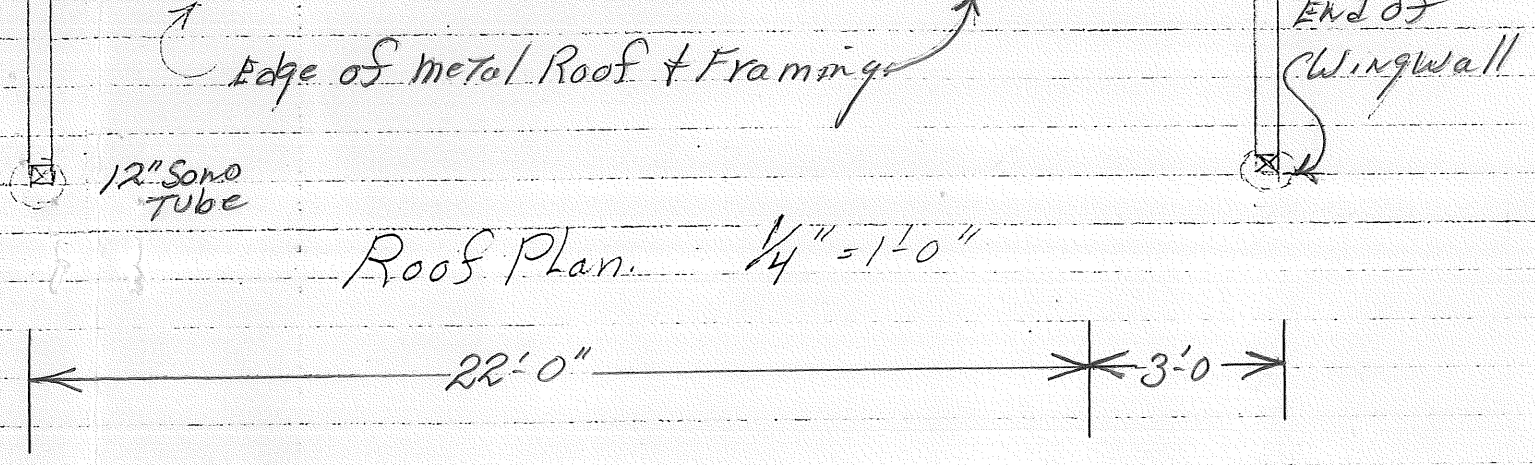 End of
Wingwall
Edge of metal Roof & Framing
12" Sono
Tube
Roof Plan. 1/4" = 1'-0"
22'-0"
3'-0